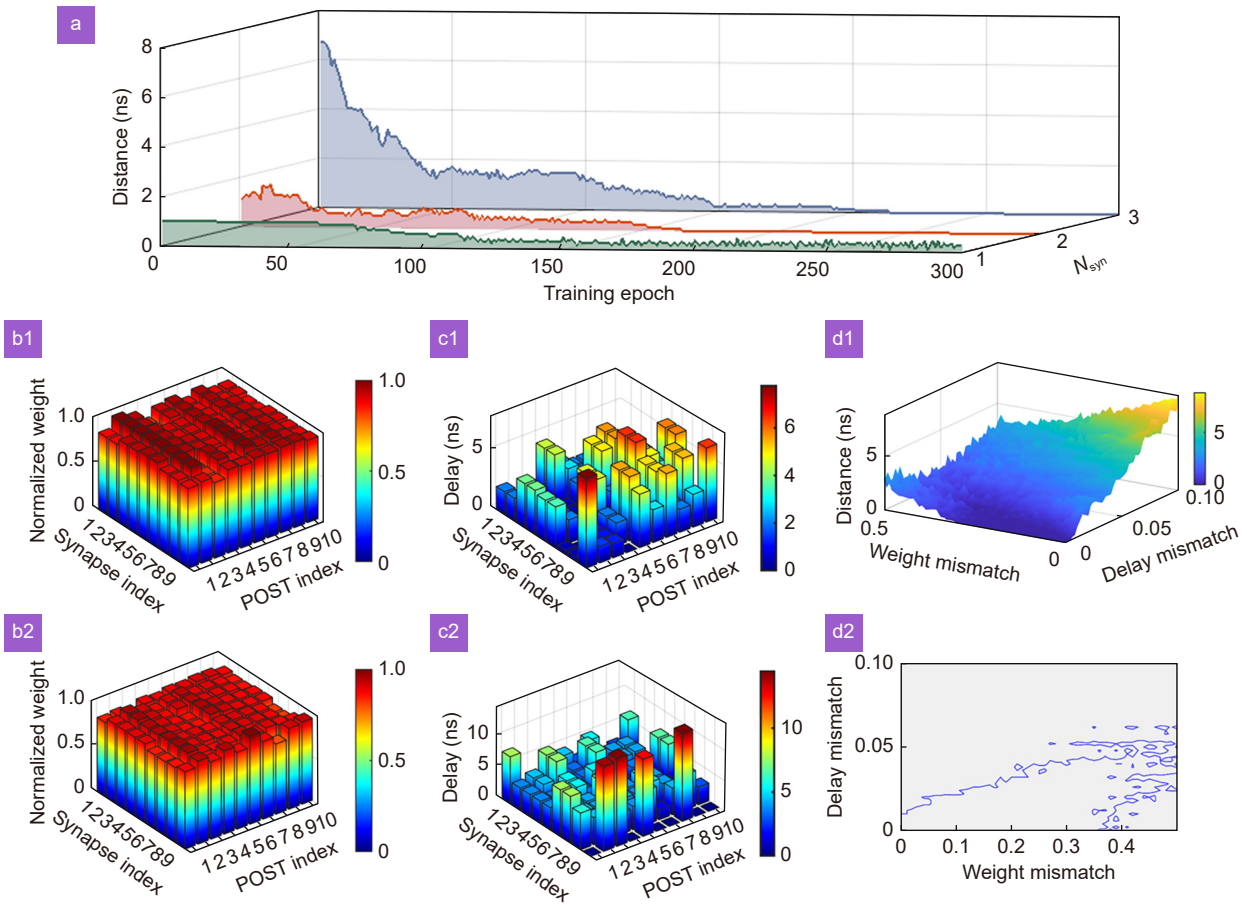 a
8
6
4
2
0
Distance (ns)
0
50
100
150
200
250
300
Training epoch
1
2
3
N syn
b1
Normalized weight
1.0
0.5
0
123456789
Synapse index
12345678910
POST index
1.0
0.5
0
c1
Delay (ns)
5
0
123456789
Synapse index
12345678910
POST index
6
4
2
0
d1
Distance (ns)
5
0
0.5
Weight mismatch
0
0
0.05
0.10
Delay mismatch
5
0
b2
Normalized weight
1.0
0.5
0
123456789
Synapse index
12345678910
POST index
1.0
0.5
0
c2
Delay (ns)
10
5
0
123456789
Synapse index
12345678910
POST index
10
5
0
d2
Delay mismatch
0.10
0.05
0
0
0.1
0.2
0.3
0.4
Weight mismatch